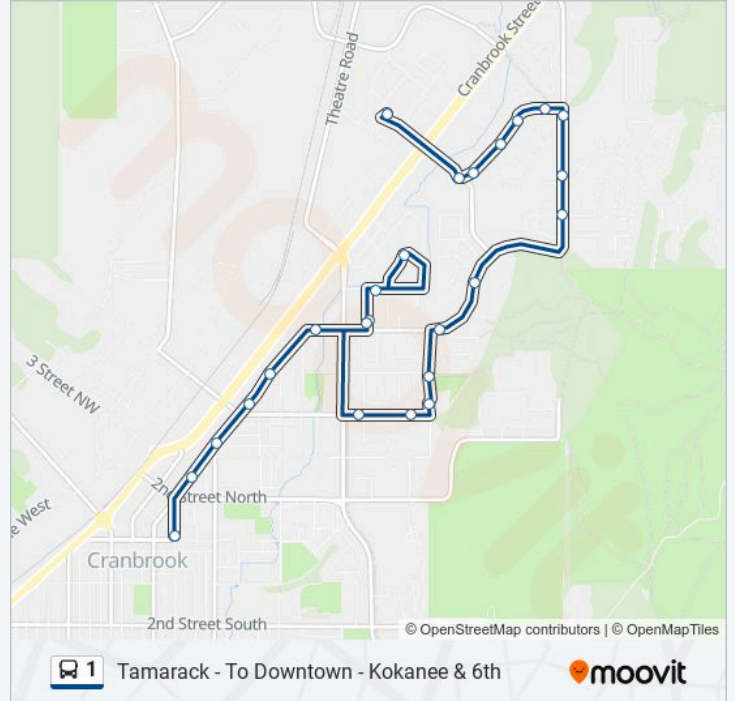 Cranbrook Street
Theatre Road
3 Street NW
2nd Street North
e West
Cranbrook
2nd Street South
© OpenStreetMap contributors | © OpenMapTiles
1 Tamarack - To Downtown - Kokanee & 6th
moovit